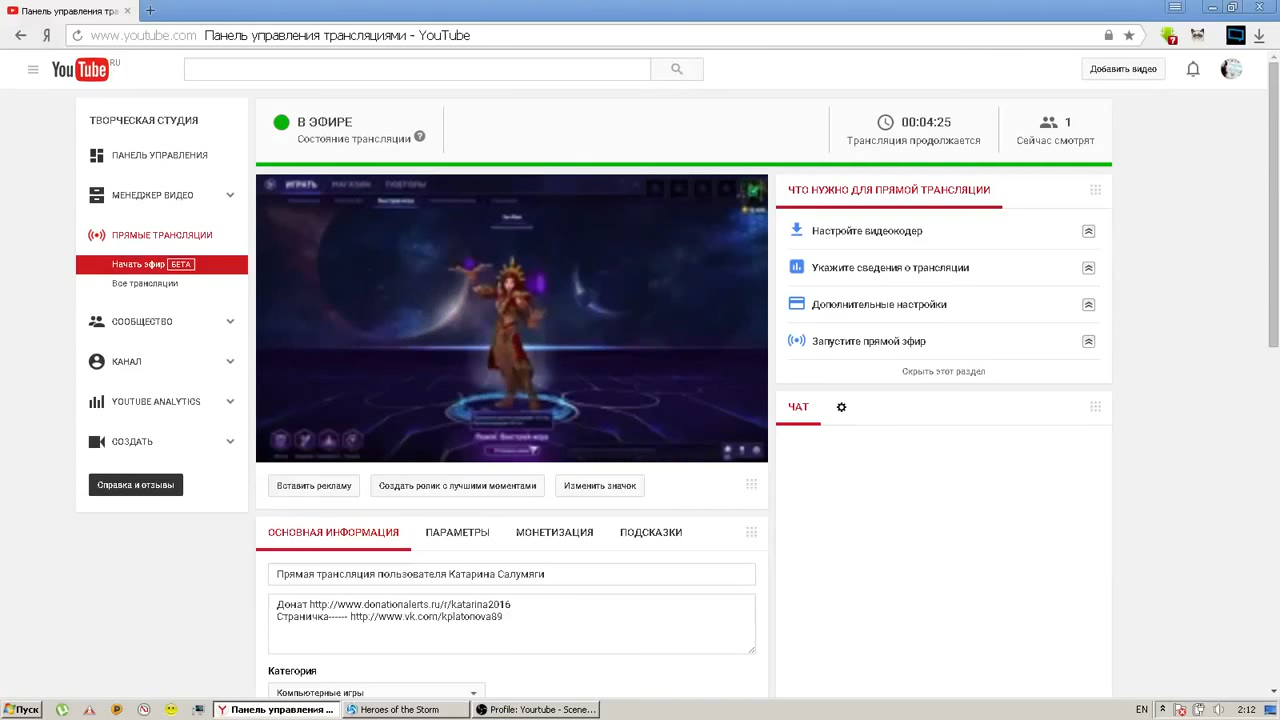 Панель управления тра
www.youtube.com Панель управления трансляциями - YouTube
YouTube RU
Добавить видео
ТВОРЧЕСКАЯ СТУДИЯ
ПАНЕЛЬ УПРАВЛЕНИЯ
МЕНЕДЖЕР ВИДЕО
ПРЯМЫЕ ТРАНСЛЯЦИИ
Начать эфир БЕТА
Все трансляции
СООБЩЕСТВО
КАНАЛ
YOUTUBE ANALYTICS
СОЗДАТЬ
Справка и отзывы
В ЭФИРЕ
Состояние трансляции
00:04:25
Трансляция продолжается
1
Сейчас смотрят
ИГРАТЬ МАГАЗИН ПОВТОРЫ
Вставить рекламу
Создать ролик с лучшими моментами
Изменить значок
ЧТО НУЖНО ДЛЯ ПРЯМОЙ ТРАНСЛЯЦИИ
Настройте видеокодер
Укажите сведения о трансляции
Дополнительные настройки
Запустите прямой эфир
Скрыть этот раздел
ЧАТ
ОСНОВНАЯ ИНФОРМАЦИЯ ПАРАМЕТРЫ МОНЕТИЗАЦИЯ ПОДСКАЗКИ
Прямая трансляция пользователя Катарина Салумяги
Донат http://www.donationalerts.ru/r/katarina2016
Страничка------ http://www.vk.com/kplatonova89
Категория
Компьютерные игры
Пуск
Панель управления ...
Heroes of the Storm
Profile: Yourtube - Scene...
EN
2:12